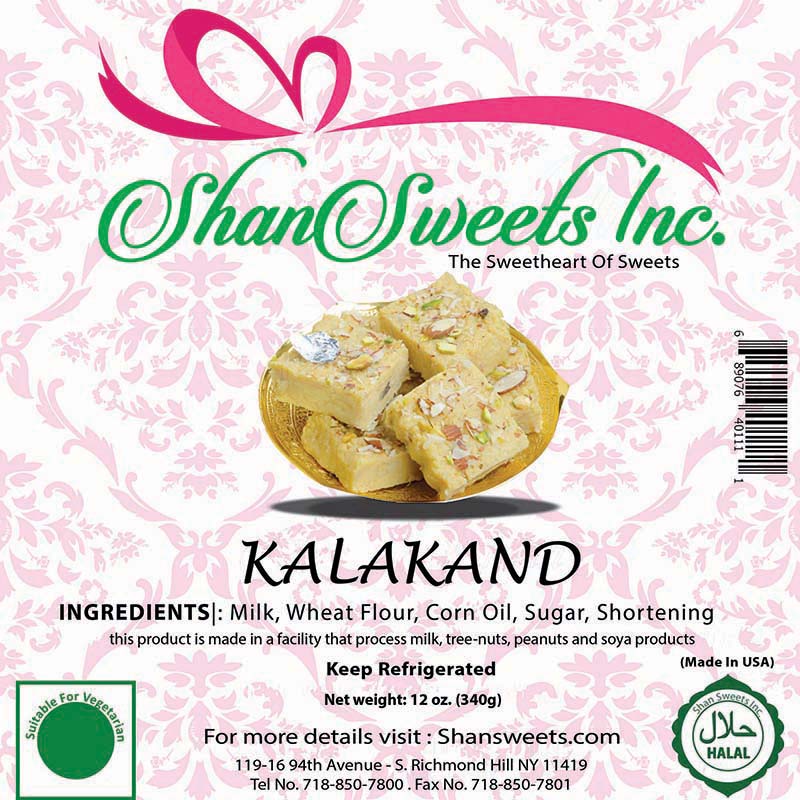 ShanSweets Inc.
The Sweetheart Of Sweets
6 89076 40111 1
KALAKAND
INGREDIENTS|: Milk, Wheat Flour, Corn Oil, Sugar, Shortening
this product is made in a facility that process milk, tree-nuts, peanuts and soya products
Keep Refrigerated
(Made In USA)
Net weight: 12 oz. (340g)
Suitable For Vegetarian
Shan Sweets Inc.
حلال
HALAL
For more details visit : Shansweets.com
119-16 94th Avenue - S. Richmond Hill NY 11419
Tel No. 718-850-7800 . Fax No. 718-850-7801